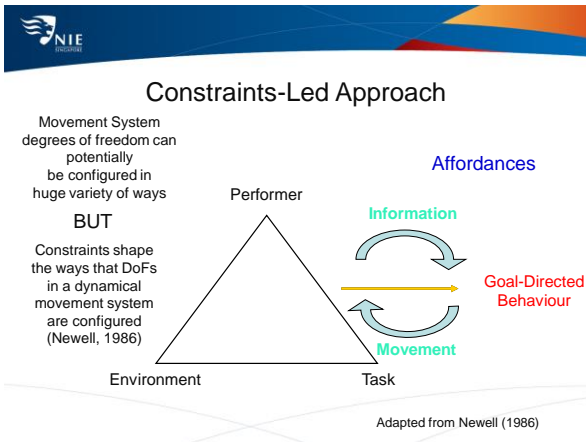 NIE
SINGAPORE
Constraints-Led Approach
Movement System
degrees of freedom can
potentially
be configured in
huge variety of ways
BUT
Constraints shape
the ways that DoFs
in a dynamical
movement system
are configured
(Newell, 1986)
Performer
Environment
Task
Affordances
Information
Goal-Directed
Behaviour
Movement
Adapted from Newell (1986)